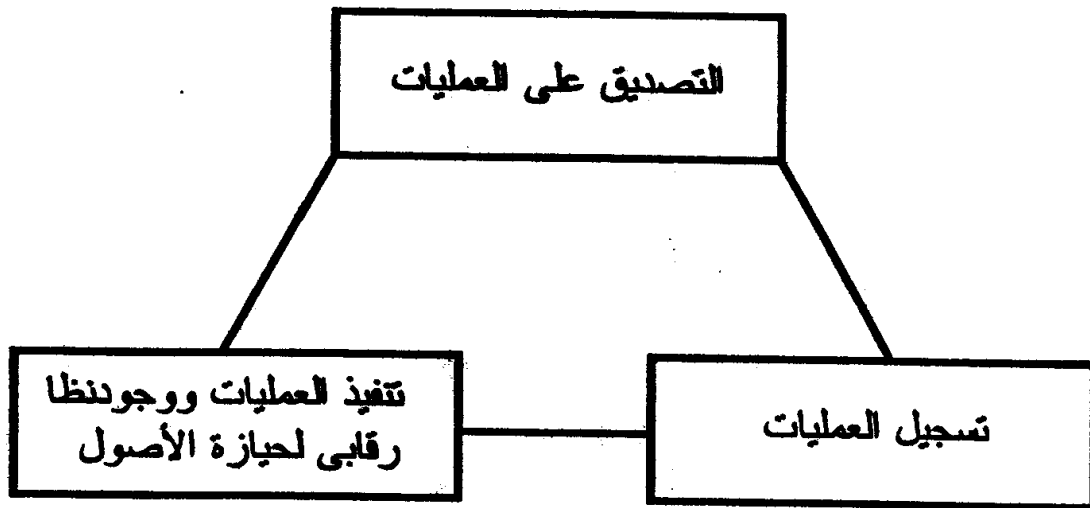 التصديق على العمليات
تنفيذ العمليات ووجودنظا
رقابى لحيازة الأصول
تسجيل العمليات